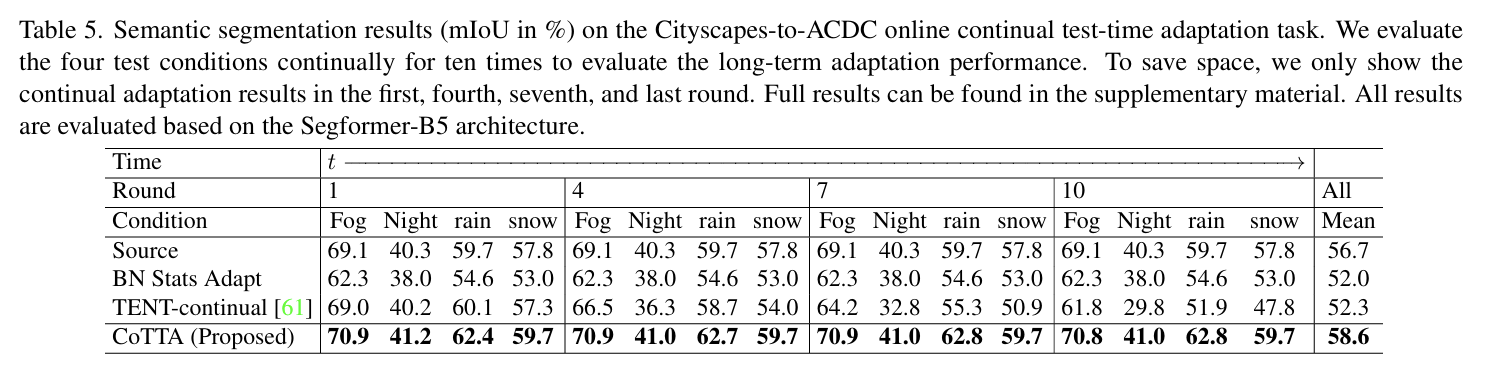 Table 5. Semantic segmentation results (mIoU in %) on the Cityscapes-to-ACDC online continual test-time adaptation task. We evaluate
the four test conditions continually for ten times to evaluate the long-term adaptation performance. To save space, we only show the
continual adaptation results in the first, fourth, seventh, and last round. Full results can be found in the supplementary material. All results
are evaluated based on the Segformer-B5 architecture.
Time t
Round 1 4 7 10 All
Condition Fog Night rain snow Fog Night rain snow Fog Night rain snow Fog Night rain snow Mean
Source 69.1 40.3 59.7 57.8 69.1 40.3 59.7 57.8 69.1 40.3 59.7 57.8 69.1 40.3 59.7 57.8 56.7
BN Stats Adapt 62.3 38.0 54.6 53.0 62.3 38.0 54.6 53.0 62.3 38.0 54.6 53.0 62.3 38.0 54.6 53.0 52.0
TENT-continual [61] 69.0 40.2 60.1 57.3 66.5 36.3 58.7 54.0 64.2 32.8 55.3 50.9 61.8 29.8 51.9 47.8 52.3
CoTTA (Proposed) 70.9 41.2 62.4 59.7 70.9 41.0 62.7 59.7 70.9 41.0 62.8 59.7 70.8 41.0 62.8 59.7 58.6